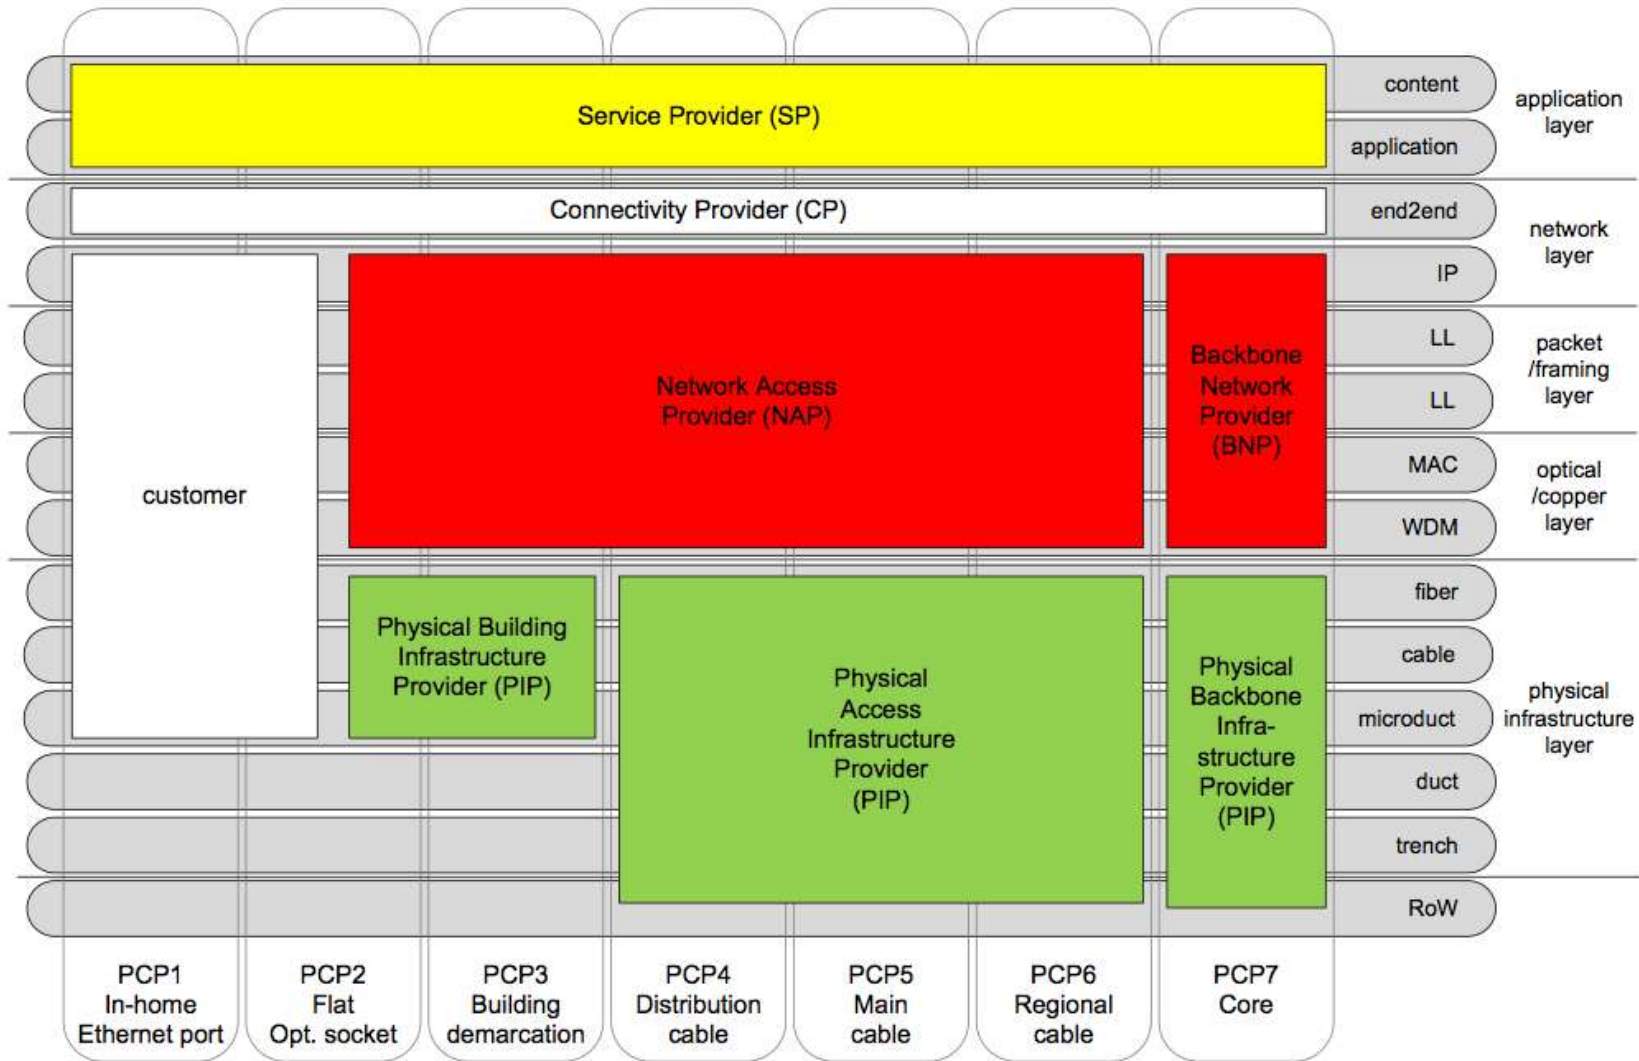 content
application
layer
Service Provider (SP)
application
Connectivity Provider (CP)
end2end
network
layer
IP
LL
packet
/framing
layer
LL
Network Access
Provider (NAP)
Backbone
Network
Provider
(BNP)
MAC
optical
/copper
layer
WDM
customer
fiber
Physical Building
Infrastructure
Provider (PIP)
cable
Physical
Access
Infrastructure
Provider
(PIP)
Physical
Backbone
Infra-
structure
Provider
(PIP)
microduct
physical
infrastructure
layer
duct
trench
RoW
PCP1
In-home
Ethernet port
PCP2
Flat
Opt. socket
PCP3
Building
demarcation
PCP4
Distribution
cable
PCP5
Main
cable
PCP6
Regional
cable
PCP7
Core